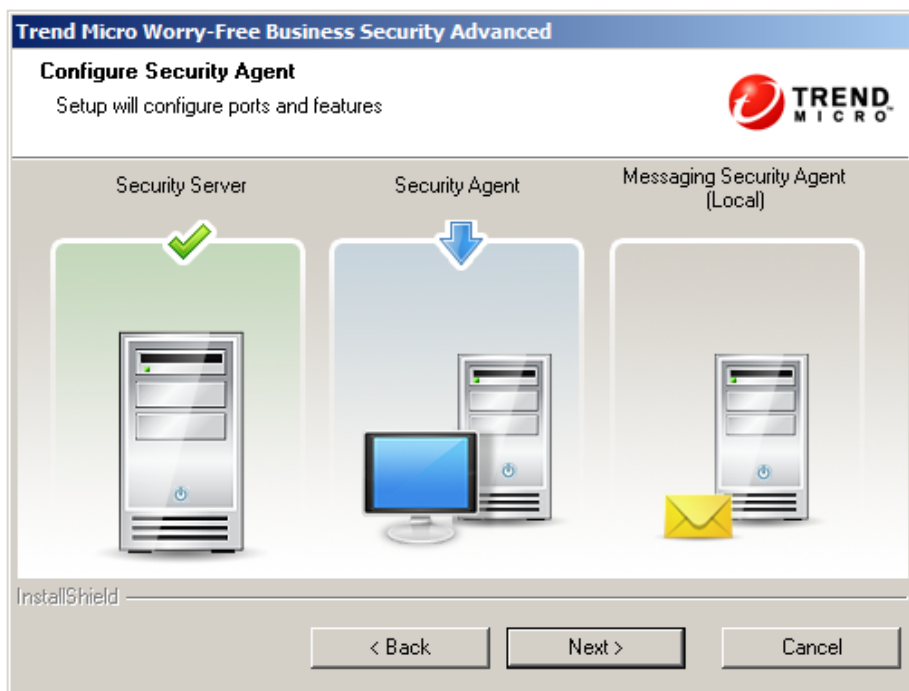 Trend Micro Worry-Free Business Security Advanced
Configure Security Agent
Setup will configure ports and features
TREND
MICRO
Security Server
Security Agent
Messaging Security Agent
(Local)
InstallShield
< Back
Next >
Cancel